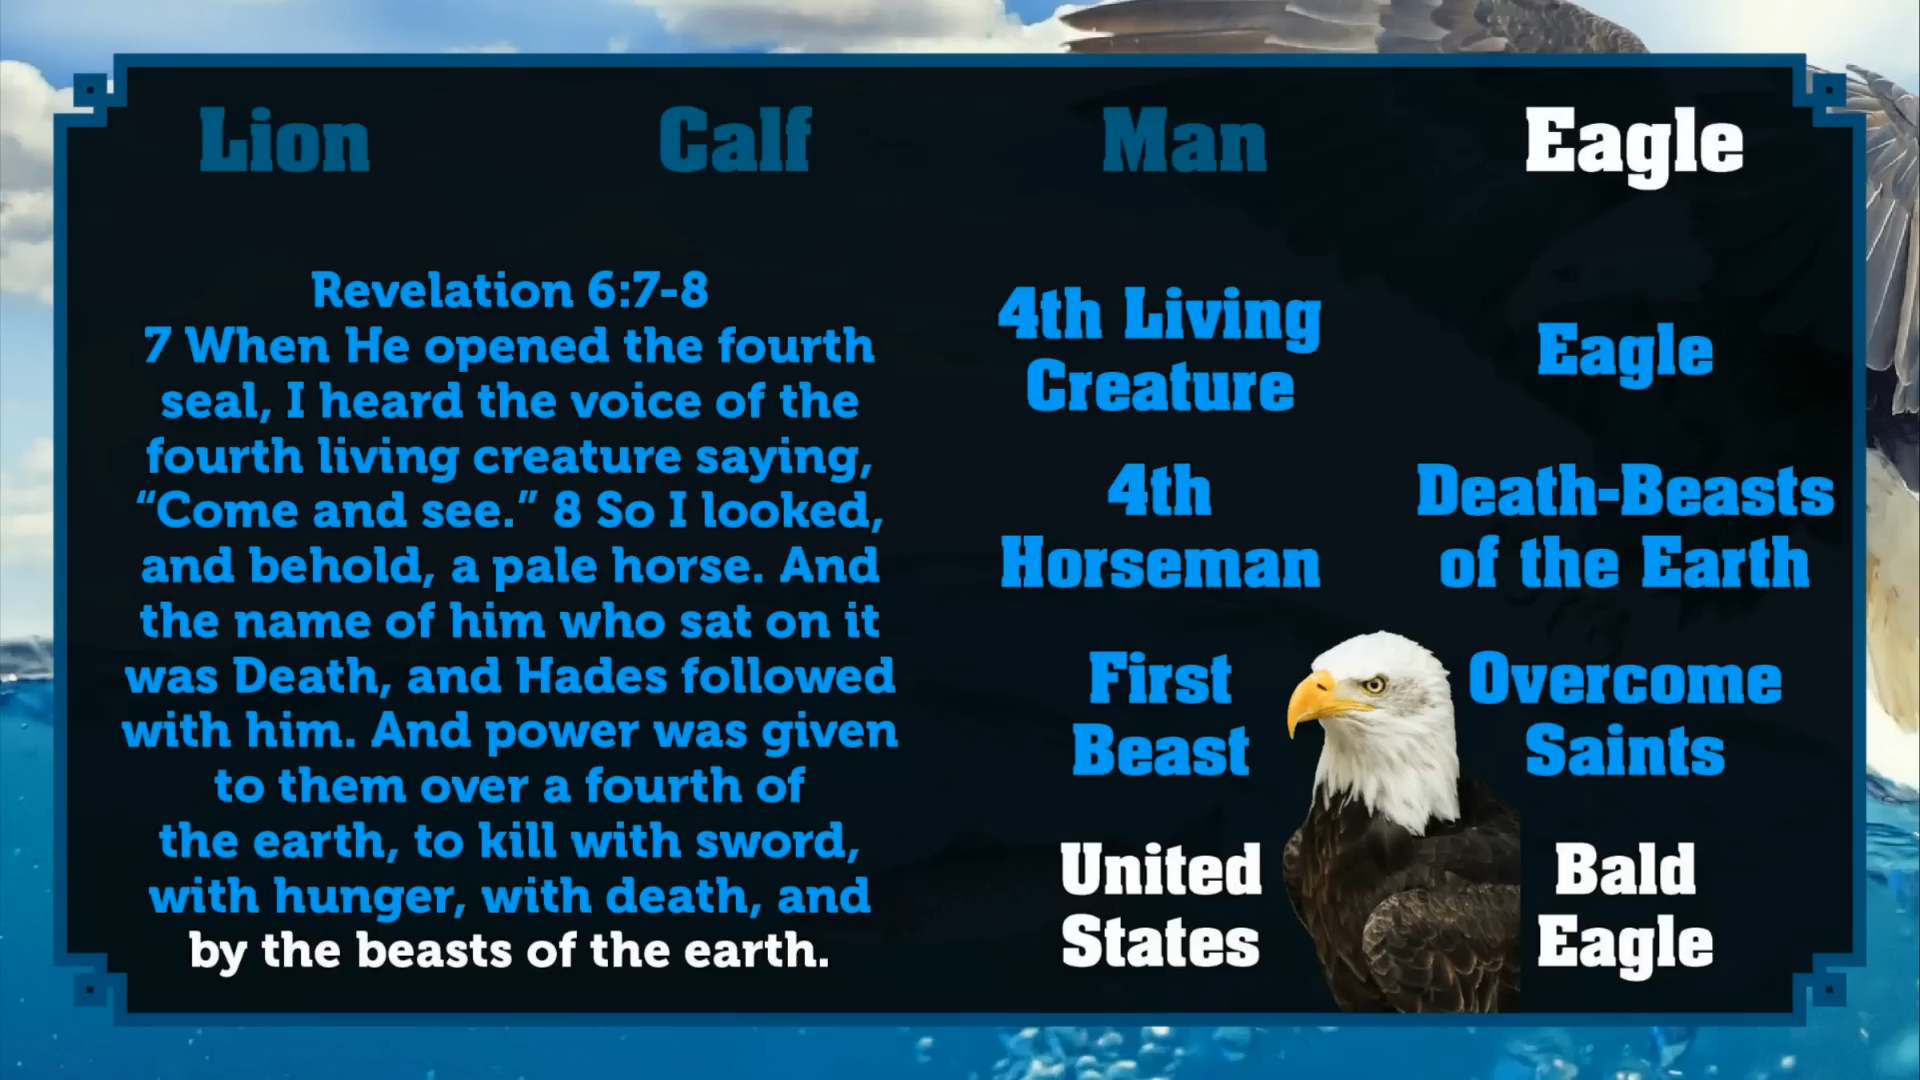 Lion Calf Man Eagle
Revelation 6:7-8
7 When He opened the fourth
seal, I heard the voice of the
fourth living creature saying,
“Come and see.” 8 So I looked,
and behold, a pale horse. And
the name of him who sat on it
was Death, and Hades followed
with him. And power was given
to them over a fourth of
the earth, to kill with sword,
with hunger, with death, and
by the beasts of the earth.
4th Living
Creature
Eagle
4th
Horseman
Death-Beasts
of the Earth
First
Beast
Overcome
Saints
United
States
Bald
Eagle